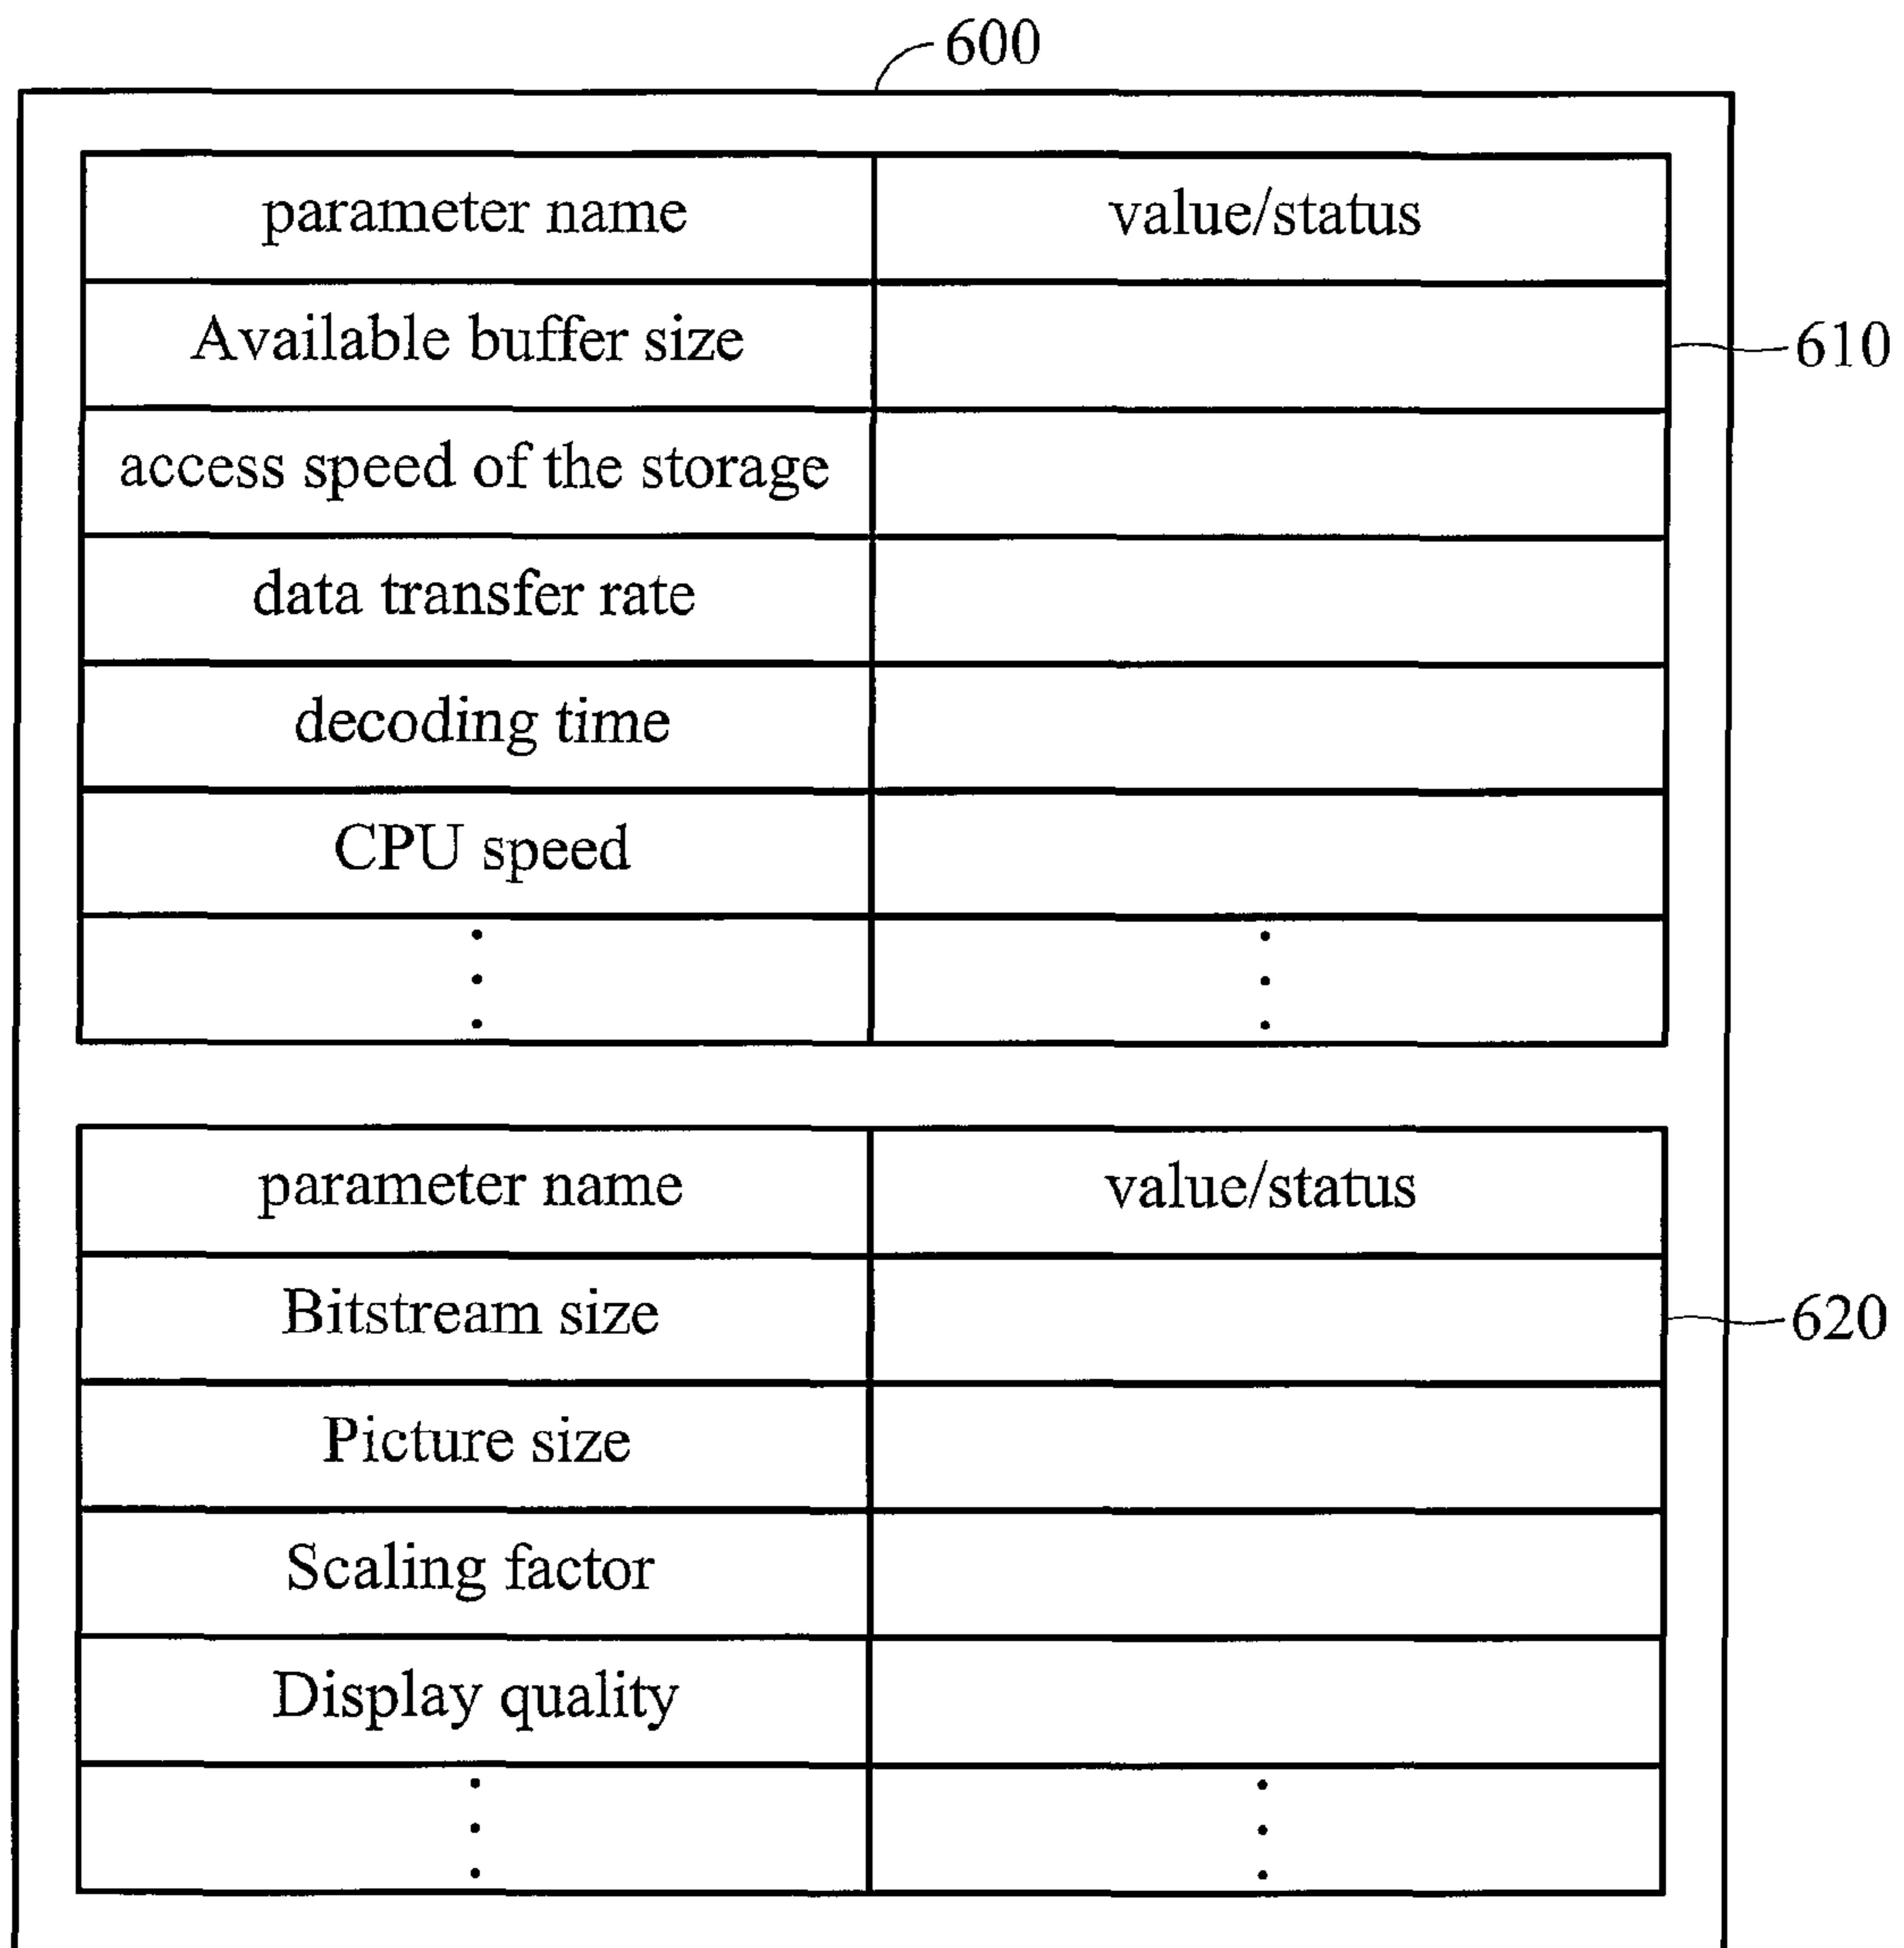 600
parameter name value/status
Available buffer size
610
access speed of the storage
data transfer rate
decoding time
CPU speed
parameter name value/status
Bitstream size
620
Picture size
Scaling factor
Display quality